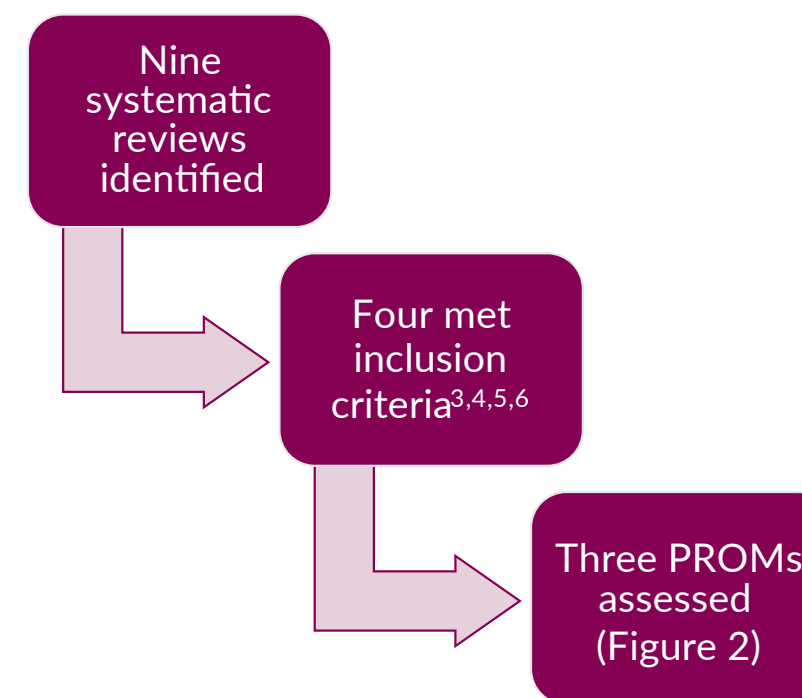 Nine
systematic
reviews
identified
Four met
inclusion
criteria3,4,5,6
Three PROMs
assessed
(Figure 2)